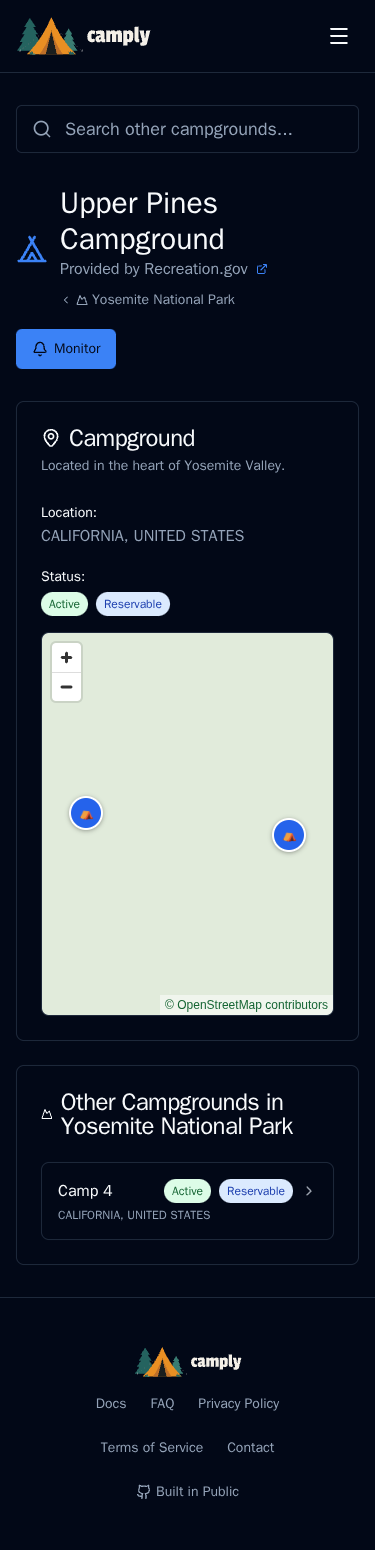 camply
Search other campgrounds...
Upper Pines
Campground
Provided by Recreation.gov
Yosemite National Park
Monitor
Campground
Located in the heart of Yosemite Valley.
Location:
CALIFORNIA, UNITED STATES
Status:
Active Reservable
+
−
© OpenStreetMap contributors
Other Campgrounds in
Yosemite National Park
Camp 4 Active Reservable
CALIFORNIA, UNITED STATES
camply
Docs FAQ Privacy Policy
Terms of Service Contact
Built in Public